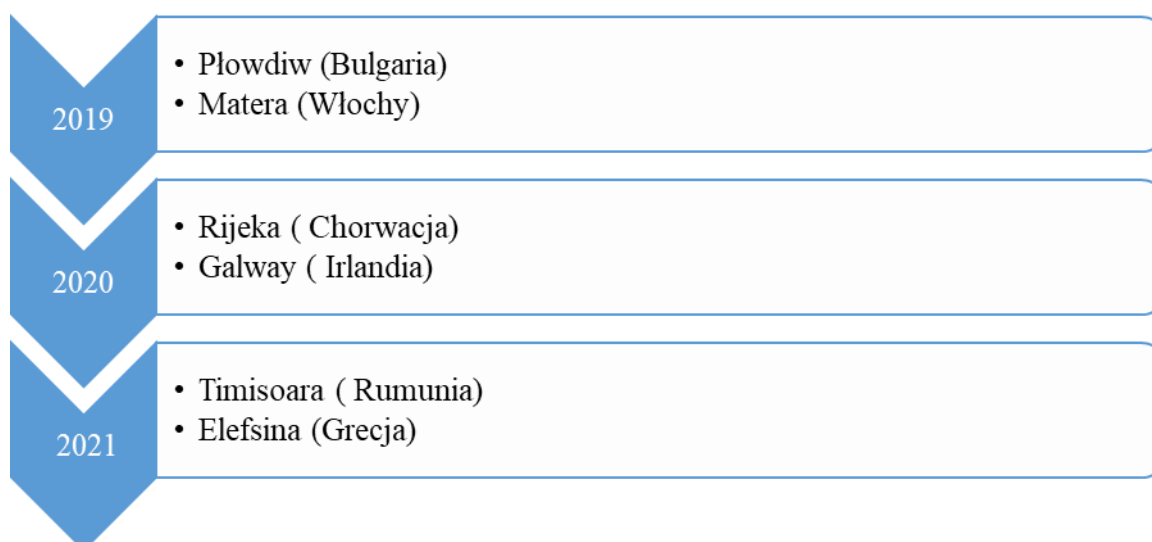 2019
• Płowdiw (Bulgaria)
• Matera (Włochy)
2020
• Rijeka ( Chorwacja)
• Galway ( Irlandia)
2021
• Timisoara ( Rumunia)
• Elefsina (Grecja)